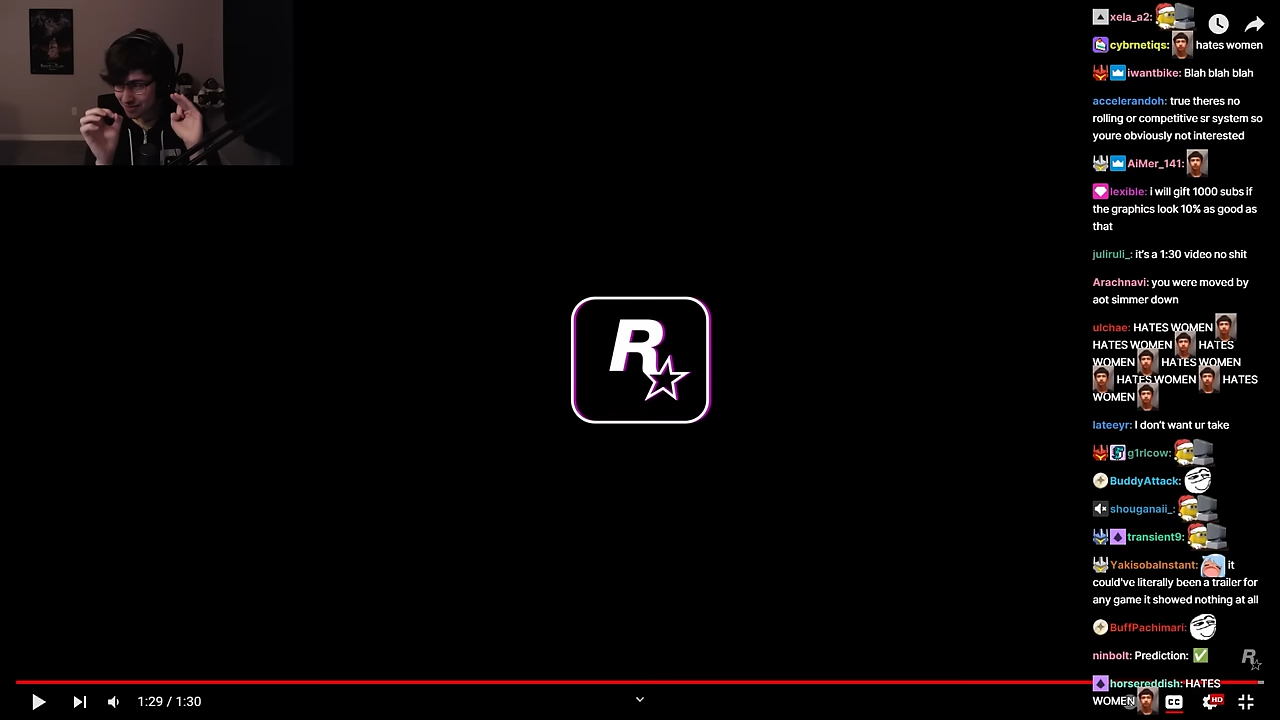 xela_a2:
cybrnetiqs: hates women
iwantbike: Blah blah blah
accelerandoh: true theres no
rolling or competitive sr system so
youre obviously not interested
AiMer_141:
lexible: i will gift 1000 subs if
the graphics look 10% as good as
that
juliruli_: it's a 1:30 video no shit
Arachnavi: you were moved by
aot simmer down
ulchae: HATES WOMEN
HATES WOMEN HATES
WOMEN HATES WOMEN
HATES WOMEN HATES
WOMEN
lateeyr: I don't want ur take
g1rlcow:
BuddyAttack:
shouganaii_:
transient9:
YakisobaInstant: it
could've literally been a trailer for
any game it showed nothing at all
BuffPachimari:
ninbolt: Prediction:
horsereddish: HATES
WOMEN
R
R
1:29 / 1:30
CC
HD